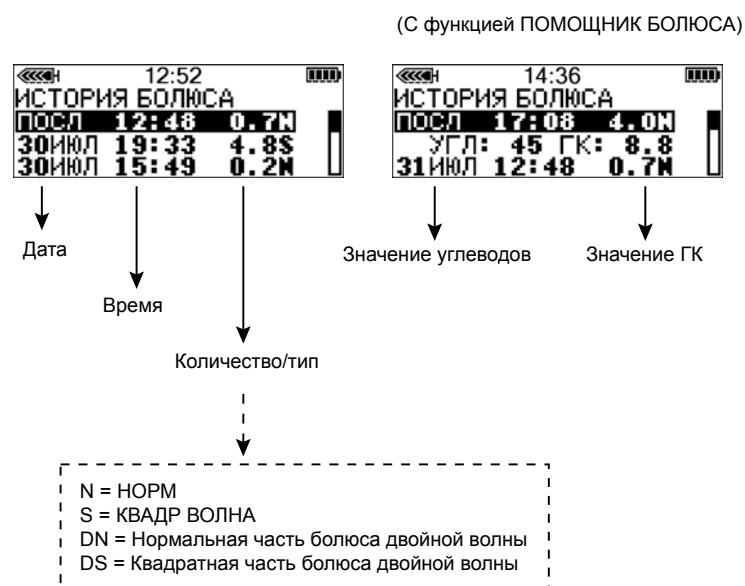 (С функцией ПОМОЩНИК БОЛЮСА)
12:52
ИСТОРИЯ БОЛЮСА
ПОСЛ 12:48 0.7N
30ИЮЛ 19:33 4.8S
30ИЮЛ 15:49 0.2N
14:36
ИСТОРИЯ БОЛЮСА
ПОСЛ 17:08 4.0N
УГЛ: 45 ГК: 8.8
31ИЮЛ 12:48 0.7N
Дата
Время
Количество/тип
Значение углеводов
Значение ГК
N = НОРМ
S = КВАДР ВОЛНА
DN = Нормальная часть болюса двойной волны
DS = Квадратная часть болюса двойной волны